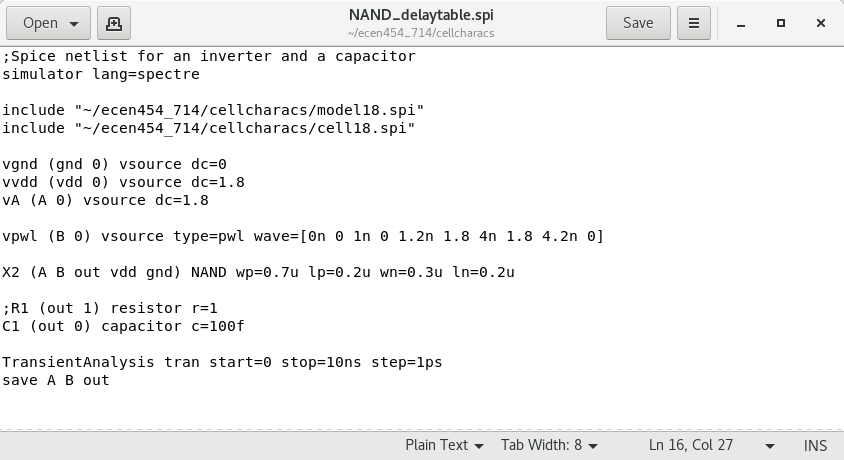 Open
NAND_delaytable.spi
~/ecen454_714/cellcharacs
Save
;Spice netlist for an inverter and a capacitor
simulator lang=spectre
include "~/ecen454_714/cellcharacs/model18.spi"
include "~/ecen454_714/cellcharacs/cell18.spi"
vgnd (gnd 0) vsource dc=0
vvdd (vdd 0) vsource dc=1.8
vA (A 0) vsource dc=1.8
vpwl (B 0) vsource type=pwl wave=[0n 0 1n 0 1.2n 1.8 4n 1.8 4.2n 0]
X2 (A B out vdd gnd) NAND wp=0.7u lp=0.2u wn=0.3u ln=0.2u
;R1 (out 1) resistor r=1
C1 (out 0) capacitor c=100f
TransientAnalysis tran start=0 stop=10ns step=1ps
save A B out
Plain Text Tab Width: 8 Ln 16, Col 27 INS